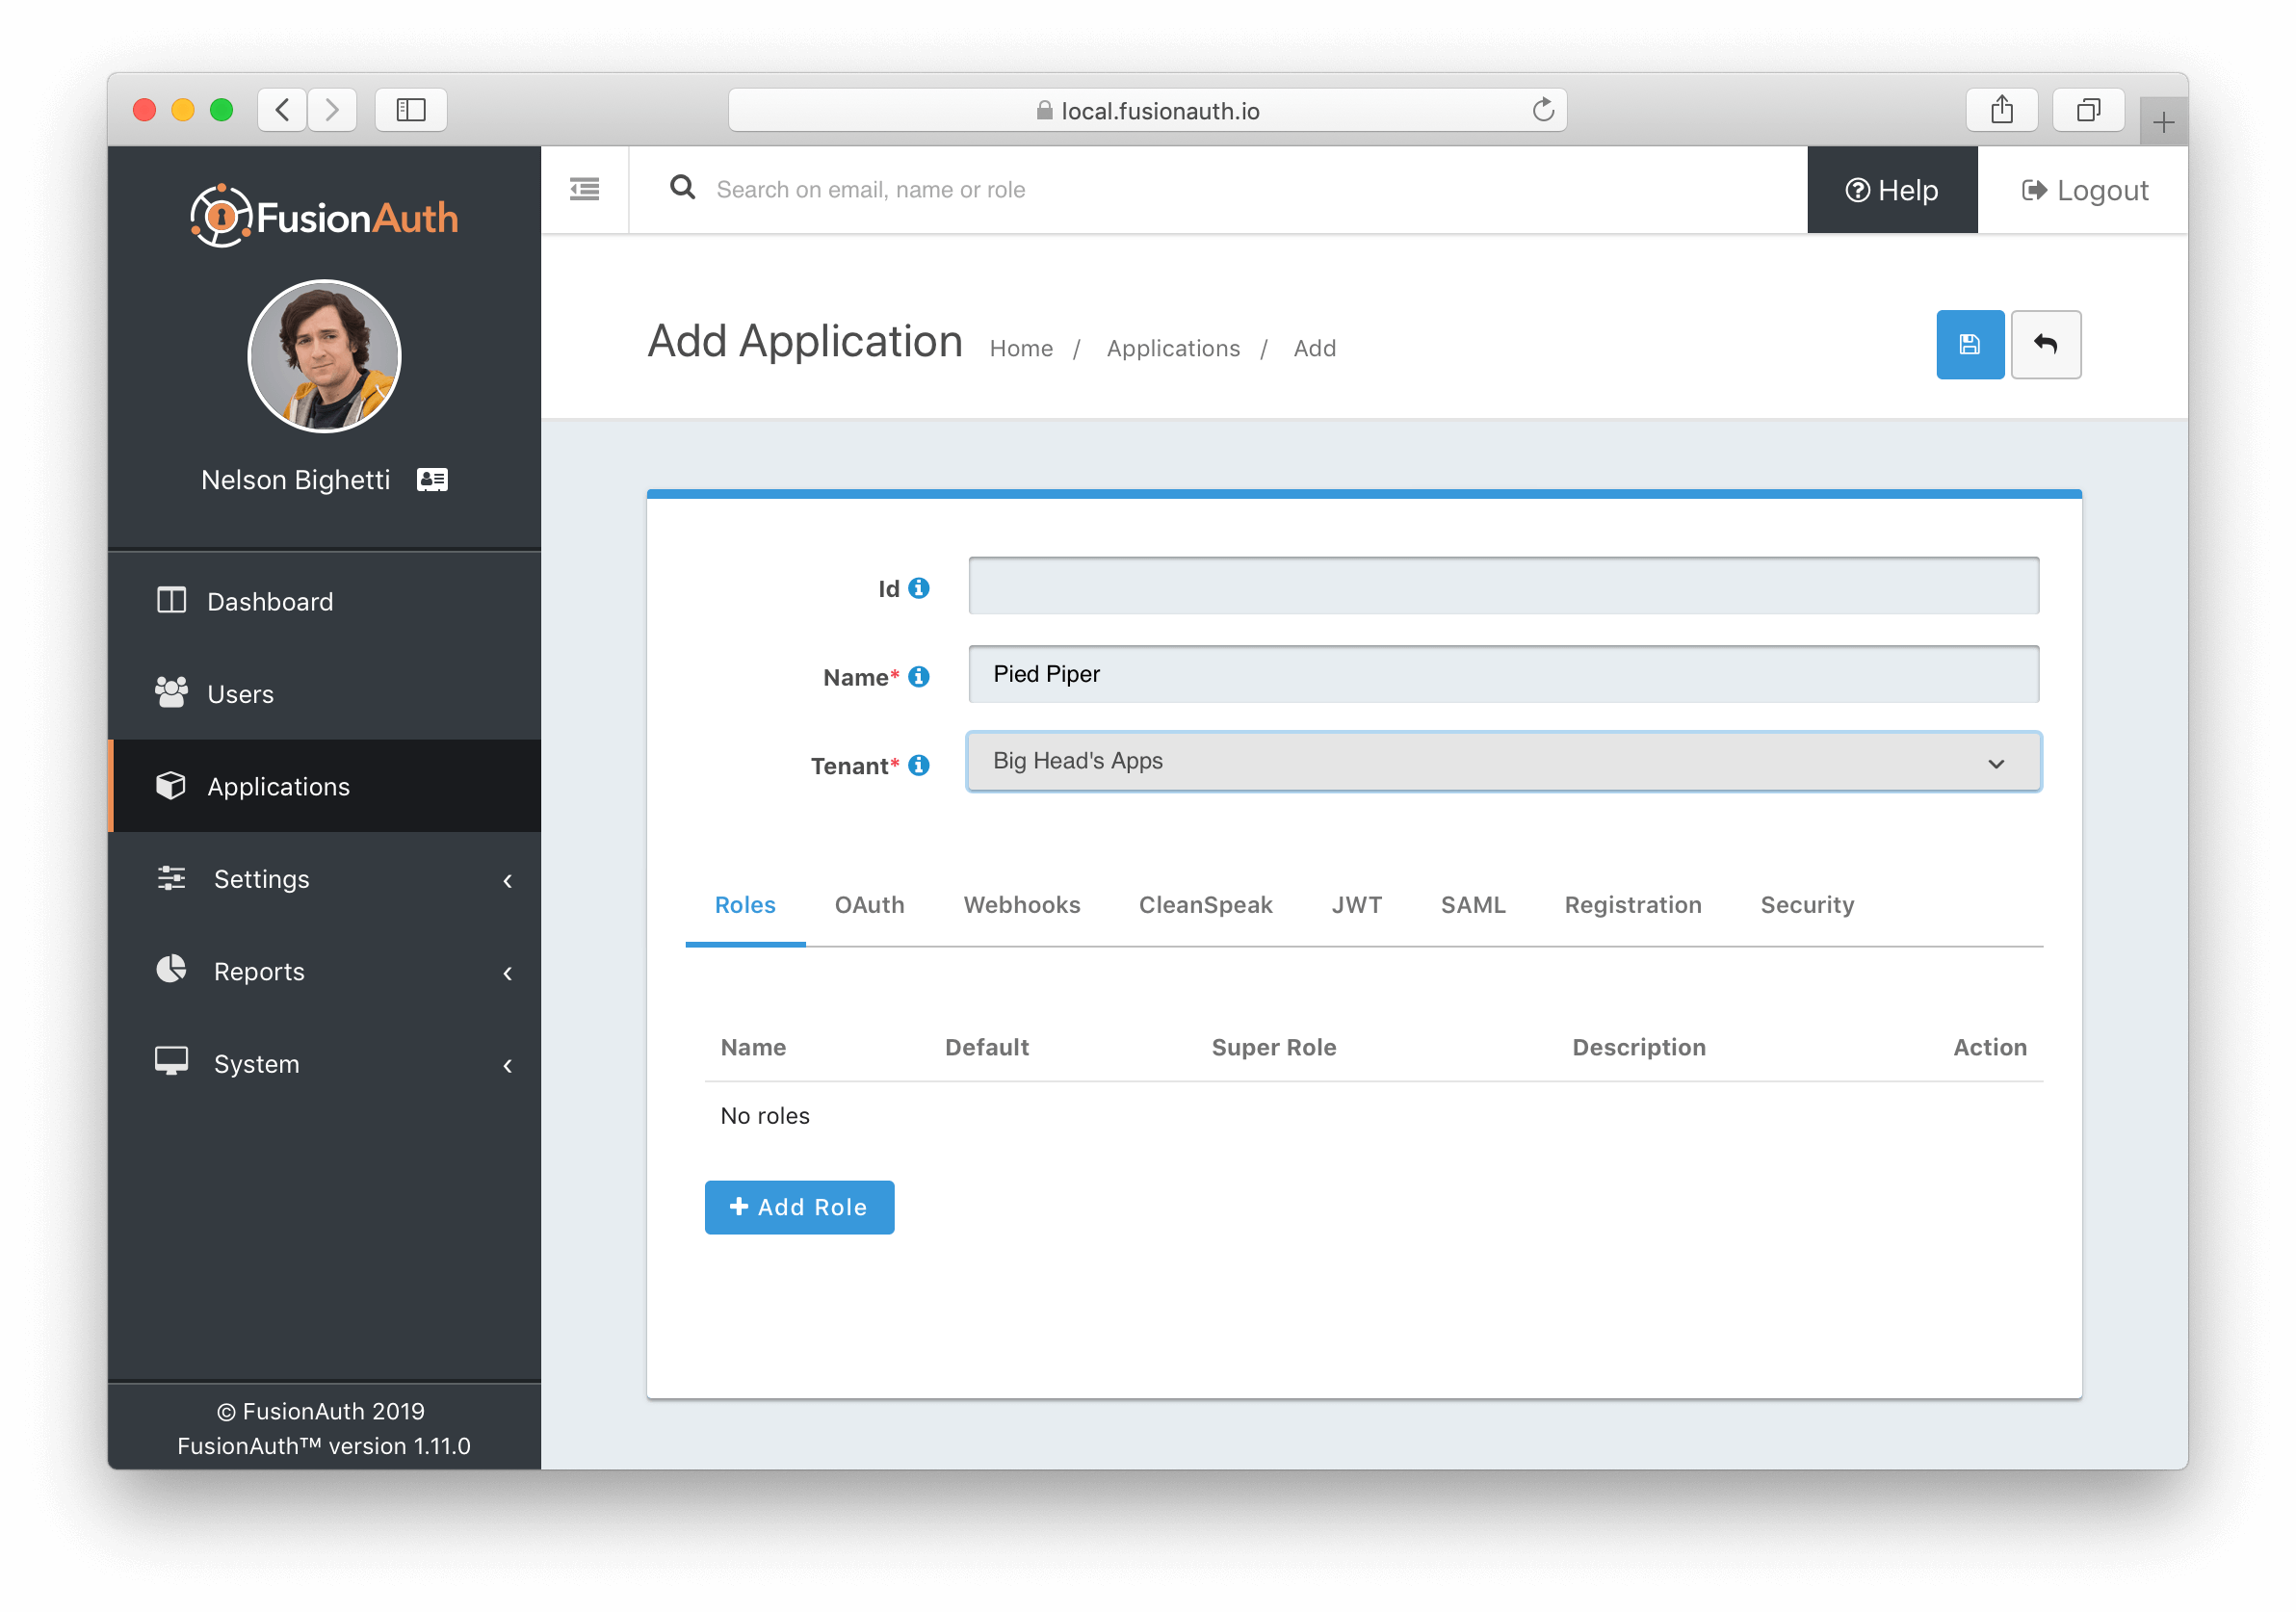 local.fusionauth.io
FusionAuth
Search on email, name or role
Help
Logout
Add Application
Home / Applications / Add
Nelson Bighetti
Dashboard
Users
Applications
Settings
Reports
System
© FusionAuth 2019
FusionAuth™ version 1.11.0
Id
Name* Pied Piper
Tenant* Big Head's Apps
Roles OAuth Webhooks CleanSpeak JWT SAML Registration Security
Name Default Super Role Description Action
No roles
Add Role